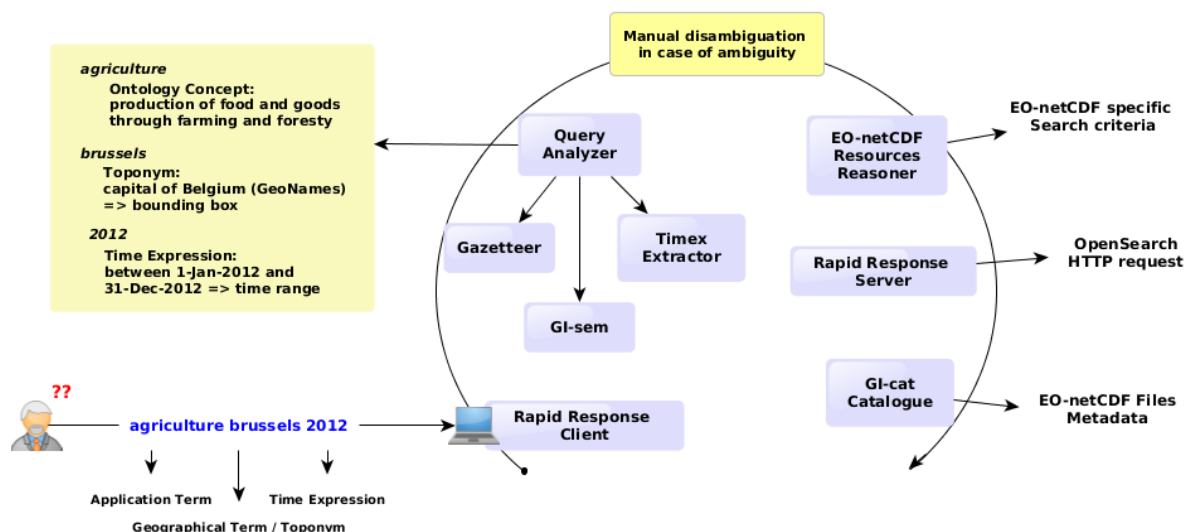 Manual disambiguation
in case of ambiguity
agriculture
Ontology Concept:
production of food and goods
through farming and foresty
brussels
Toponym:
capital of Belgium (GeoNames)
=> bounding box
2012
Time Expression:
between 1-Jan-2012 and
31-Dec-2012 => time range
Query
Analyzer
Gazetteer
Timex
Extractor
GI-sem
EO-netCDF
Resources
Reasoner
EO-netCDF specific
Search criteria
Rapid Response
Server
OpenSearch
HTTP request
GI-cat
Catalogue
EO-netCDF Files
Metadata
??
agriculture brussels 2012
Rapid Response
Client
Application Term
Time Expression
Geographical Term / Toponym